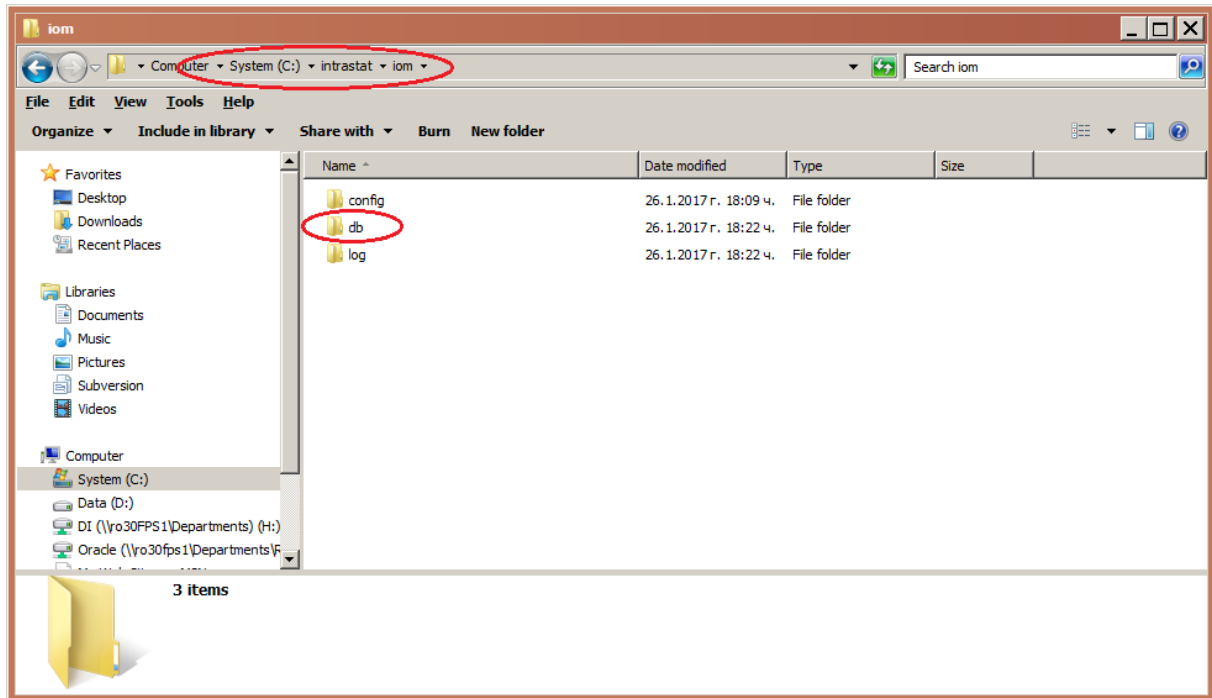 iom
Computer System (C:) intrastat iom Search iom
File Edit View Tools Help
Organize Include in library Share with Burn New folder
Favorites
Desktop
Downloads
Recent Places
Libraries
Documents
Music
Pictures
Subversion
Videos
Computer
System (C:)
Data (D:)
DI (\\ro30FPS1\Departments) (H:)
Oracle (\\ro30fps1\Departments\
Name Date modified Type Size
config 26.1.2017 г. 18:09 ч. File folder
db 26.1.2017 г. 18:22 ч. File folder
log 26.1.2017 г. 18:22 ч. File folder
3 items